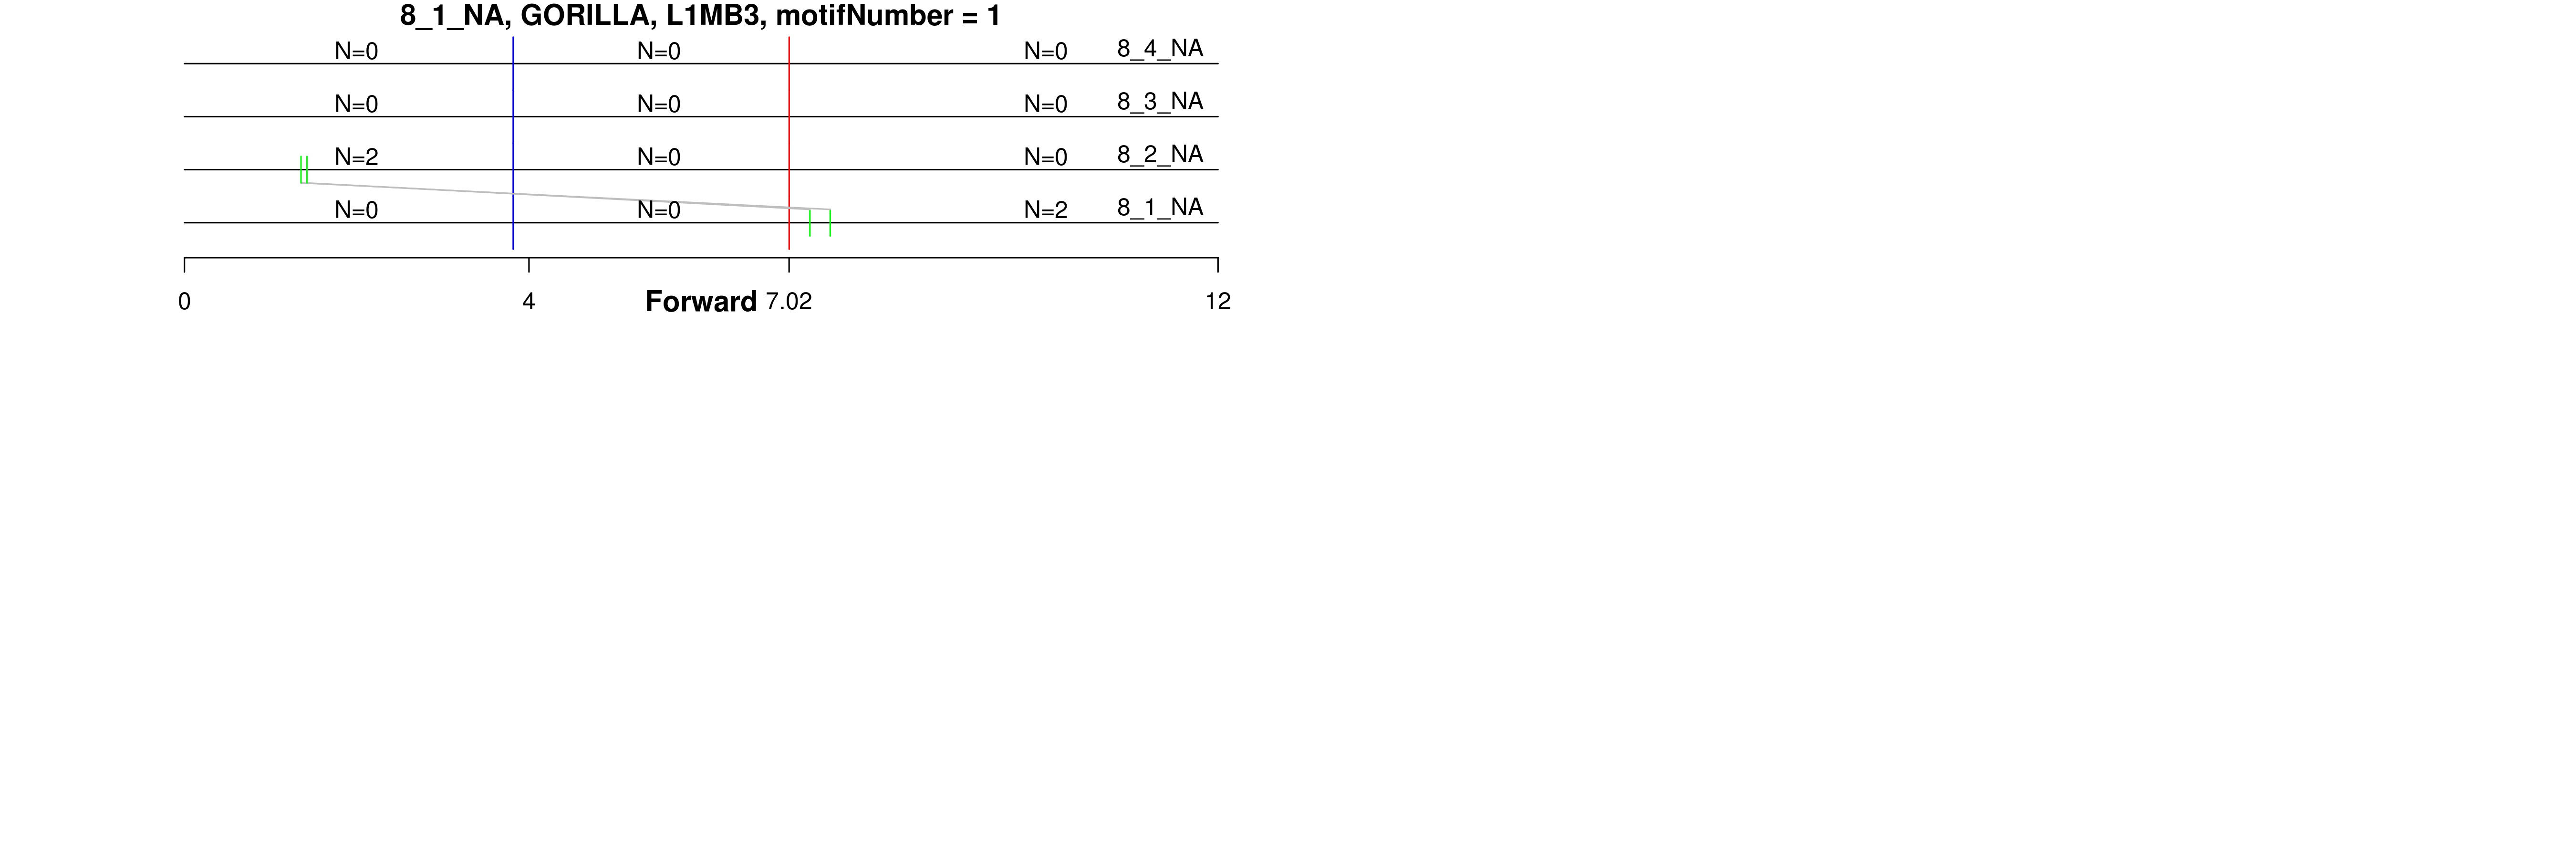 8_1_NA, GORILLA, L1MB3, motifNumber = 1
N=0 N=0 N=0 8_4_NA
N=0 N=0 N=0 8_3_NA
N=2 N=0 N=0 8_2_NA
N=0 N=0 N=2 8_1_NA
0 4 Forward 7.02 12